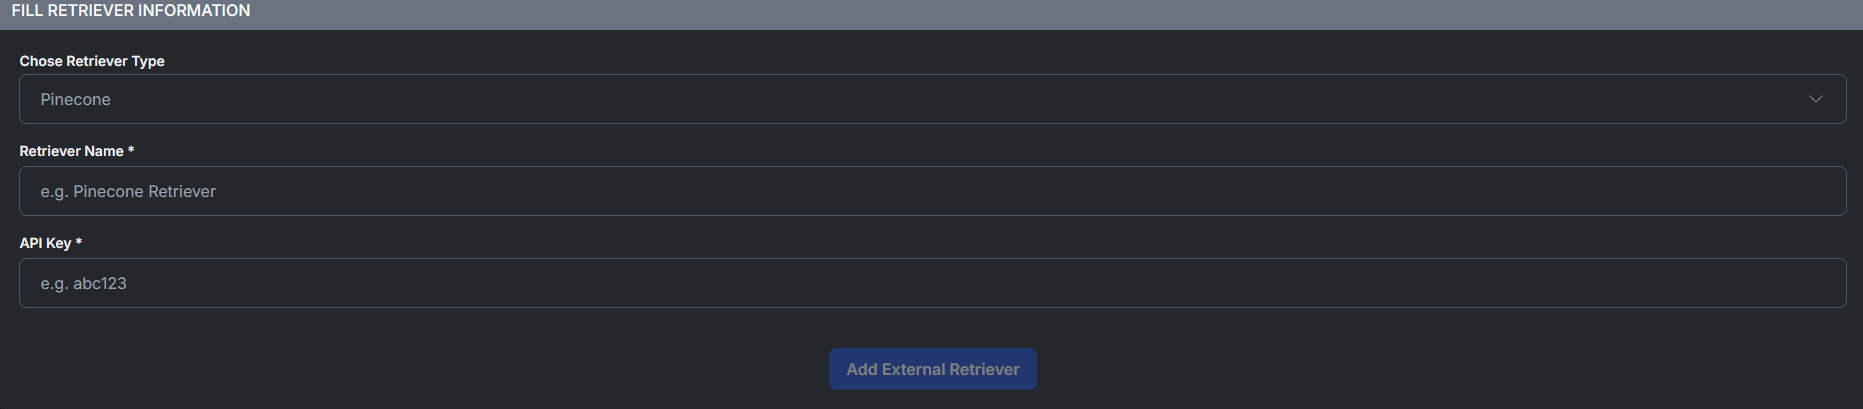 FILL RETRIEVER INFORMATION
Chose Retriever Type
Pinecone
Retriever Name *
e.g. Pinecone Retriever
API Key *
e.g. abc123
Add External Retriever